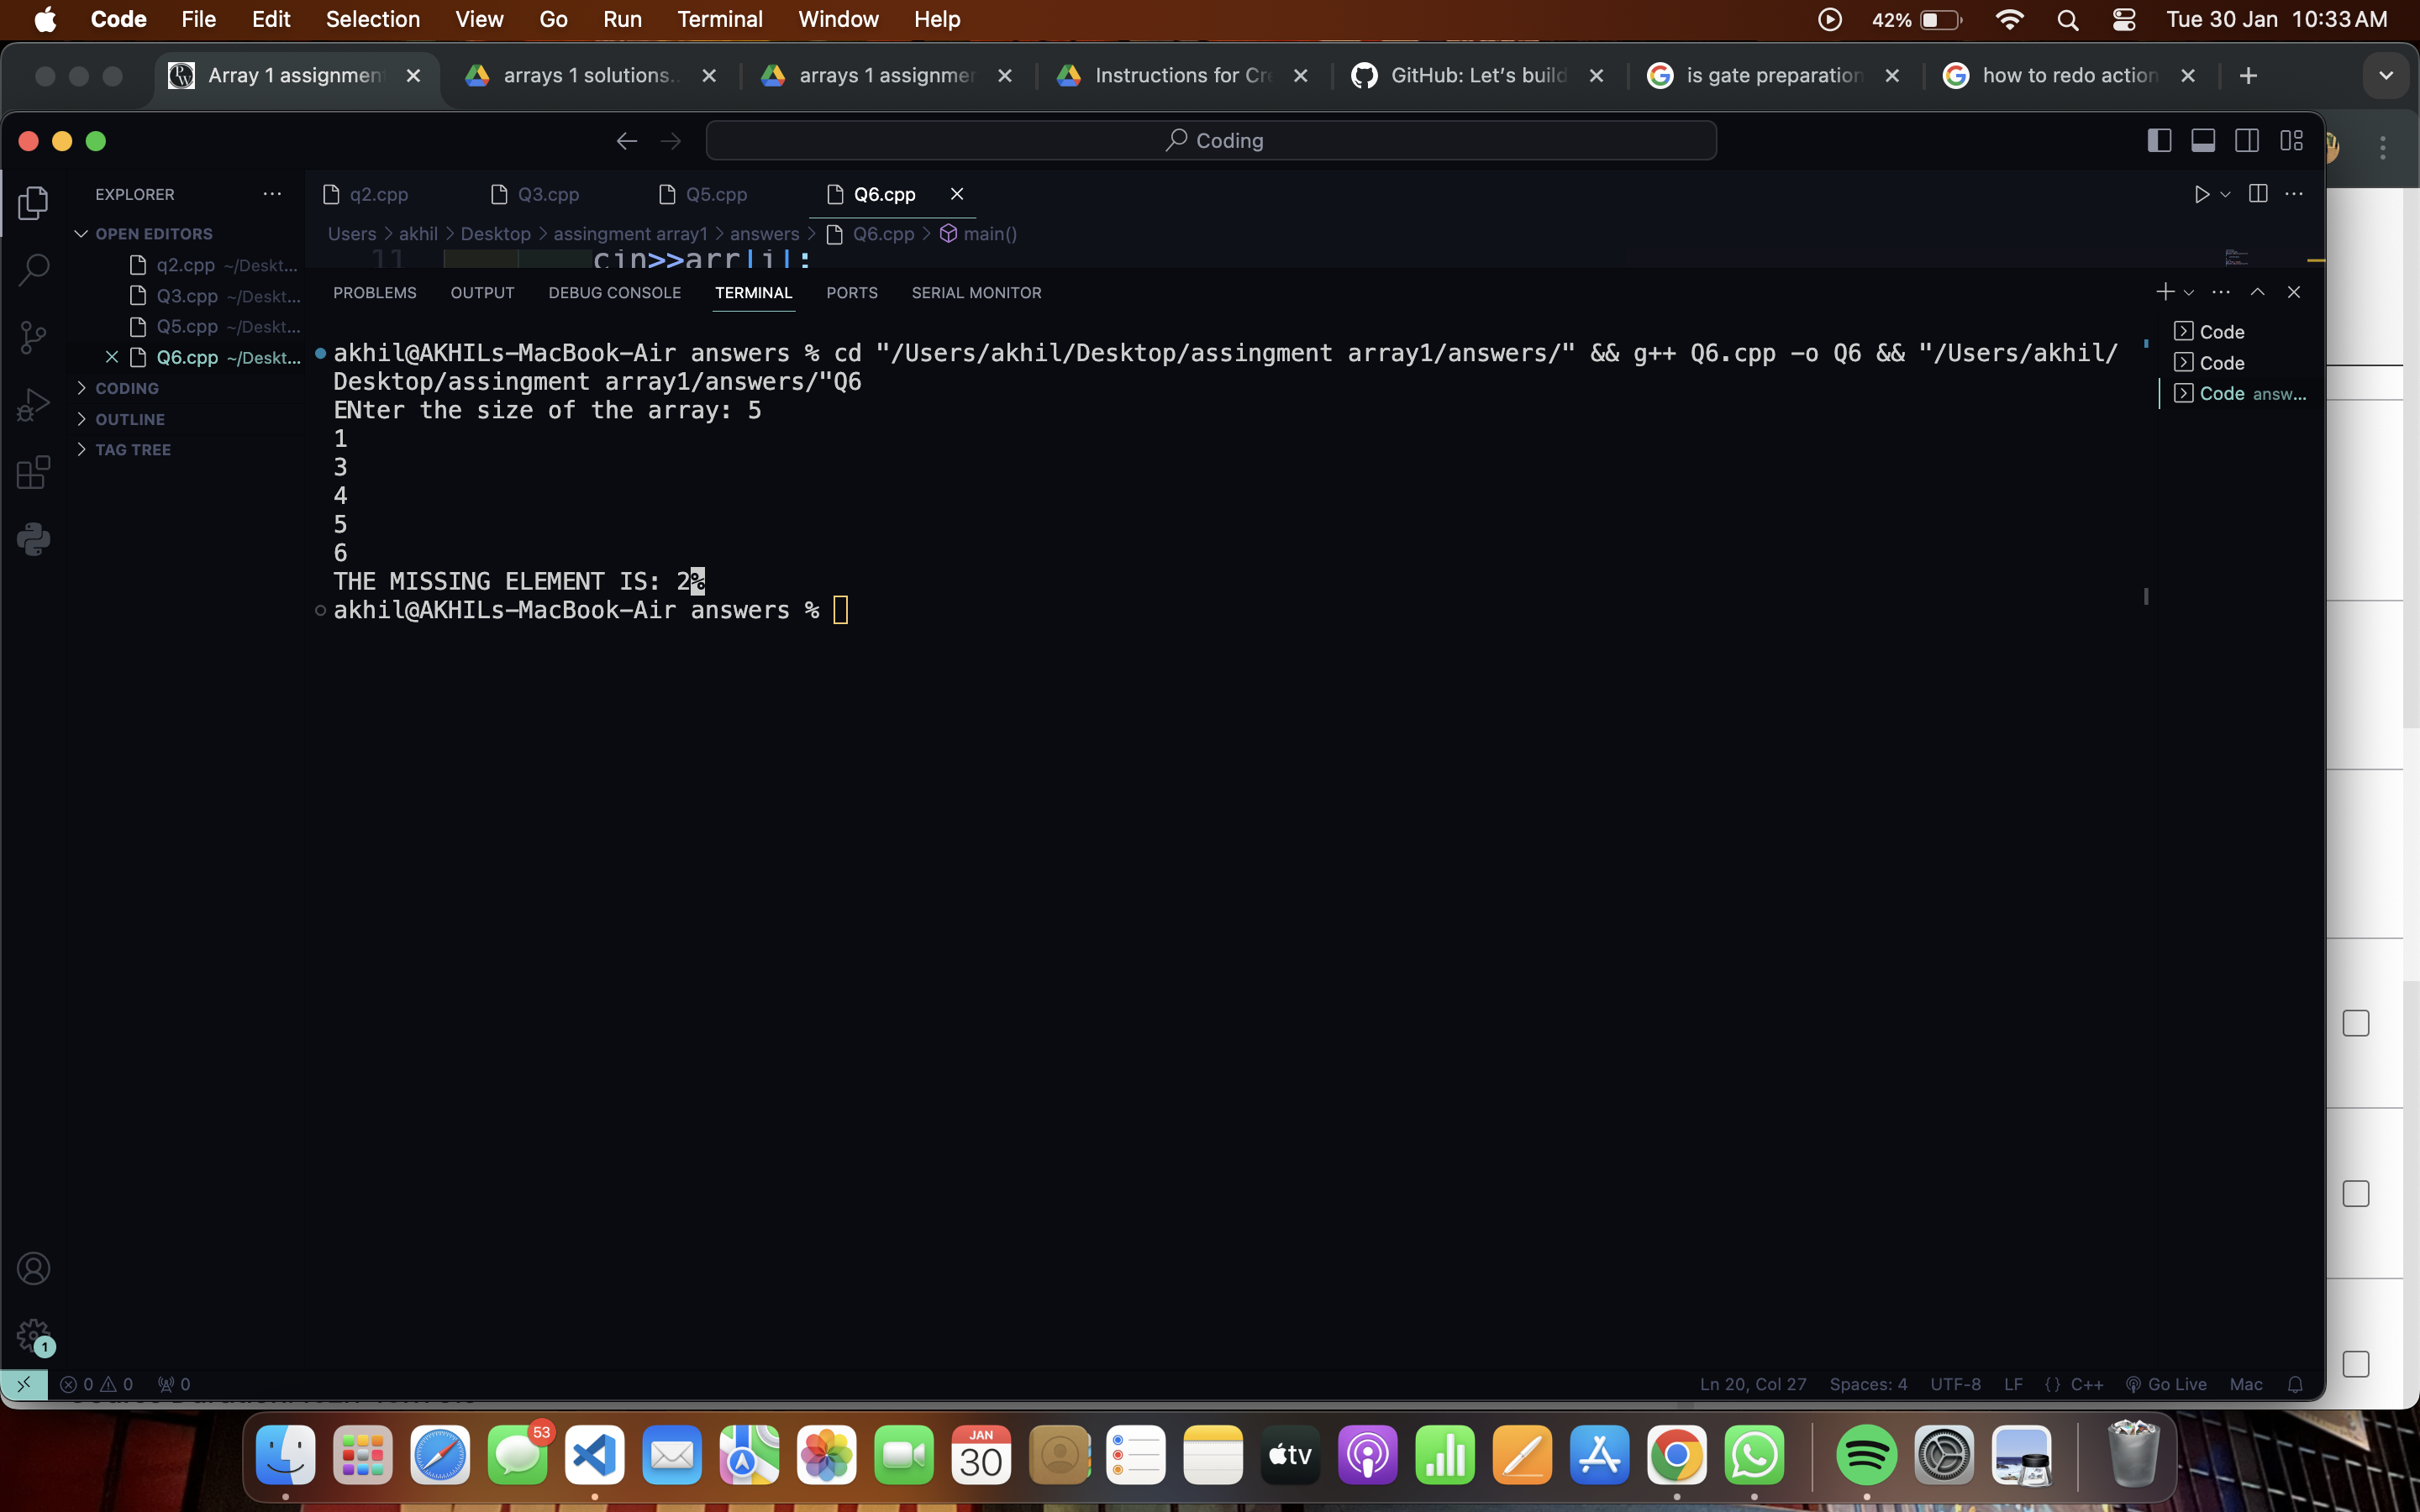 Code File Edit Selection View Go Run Terminal Window Help 42% Tue 30 Jan 10:33 AM
Array 1 assignment arrays 1 solutions.. arrays 1 assignmer Instructions for Cre GitHub: Let's build is gate preparation how to redo action
Coding
EXPLORER
q2.cpp Q3.cpp Q5.cpp Q6.cpp
OPEN EDITORS
Users > akhil > Desktop > assingment array1 > answers > Q6.cpp > main()
11 cin>>arr[i];
q2.cpp ~/Deskt...
Q3.cpp ~/Deskt...
Q5.cpp ~/Deskt...
Q6.cpp ~/Deskt...
CODING
OUTLINE
TAG TREE
PROBLEMS OUTPUT DEBUG CONSOLE TERMINAL PORTS SERIAL MONITOR
akhil@AKHILs-MacBook-Air answers % cd "/Users/akhil/Desktop/assingment array1/answers/" && g++ Q6.cpp -o Q6 && "/Users/akhil/
Desktop/assingment array1/answers/"Q6
ENter the size of the array: 5
1
3
4
5
6
THE MISSING ELEMENT IS: 2%
akhil@AKHILs-MacBook-Air answers %
Code
Code
Code answ...
1
0 0 0 Ln 20, Col 27 Spaces: 4 UTF-8 LF {} C++ Go Live Mac
53
JAN
30
tv